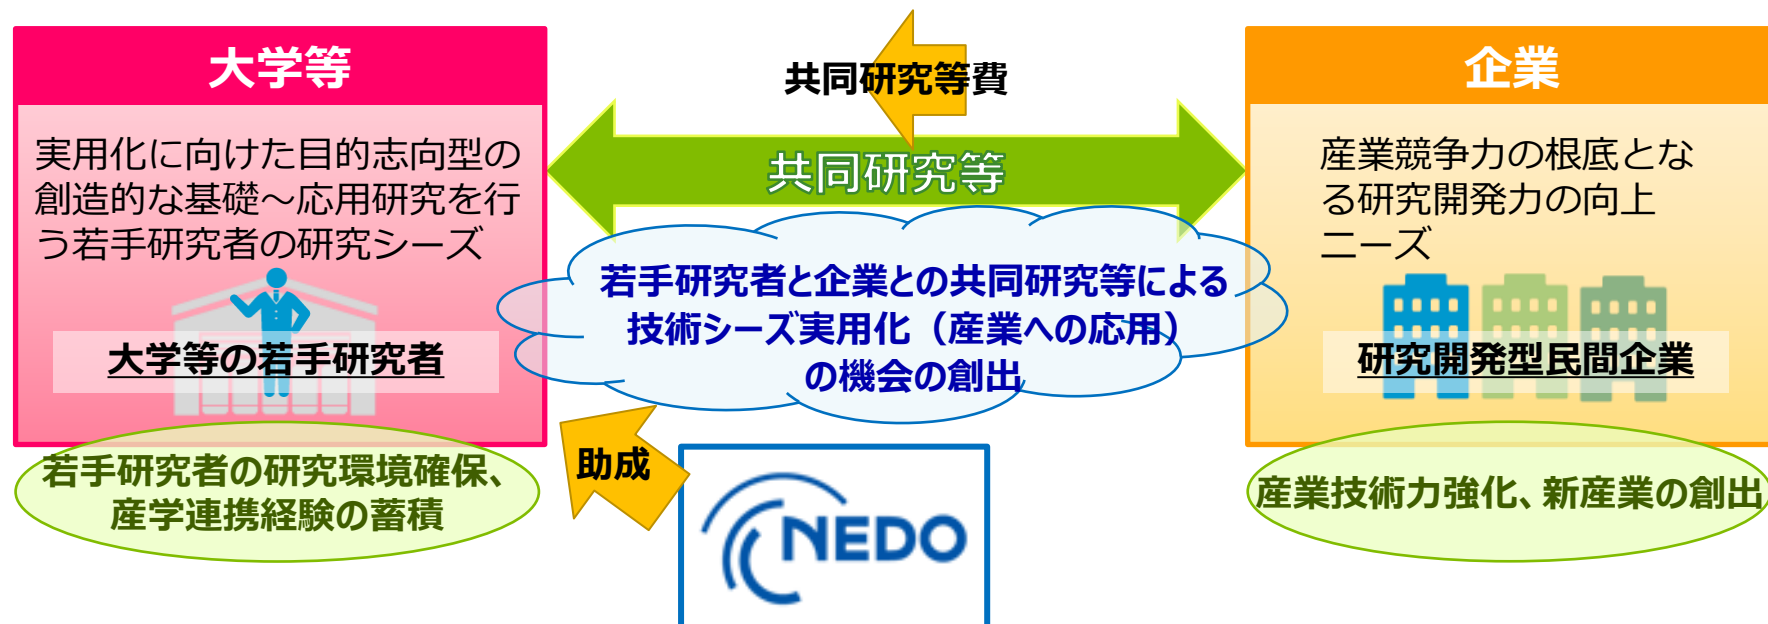 大学等
実用化に向けた目的志向型の
創造的な基礎～応用研究を行
う若手研究者の研究シーズ
大学等の若手研究者
若手研究者の研究環境確保、
産学連携経験の蓄積
共同研究等費
共同研究等
若手研究者と企業との共同研究等による
技術シーズ実用化（産業への応用）
の機会の創出
助成
NEDO
企業
産業競争力の根底とな
る研究開発力の向上
ニーズ
研究開発型民間企業
産業技術力強化、新産業の創出